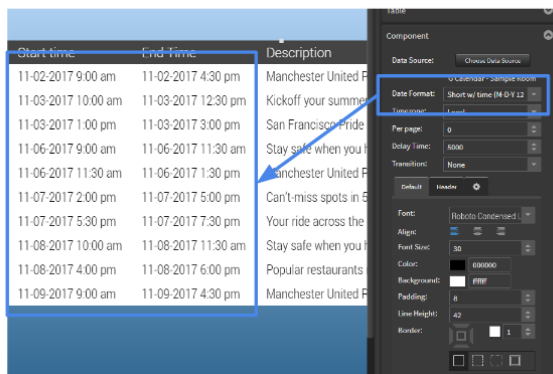 Table
Component
Start time End Time Description
Data Source: Choose Data Source
G Calendar - Sample Room
11-02-2017 9:00 am 11-02-2017 4:30 pm Manchester United F
Date Format: Short w/ time (M-D-Y 12
11-03-2017 10:00 am 11-03-2017 12:30 pm Kickoff your summer
Timezone: Local
11-03-2017 1:00 pm 11-03-2017 3:00 pm San Francisco Pride
Per page: 0
11-06-2017 9:00 am 11-06-2017 11:30 am Stay safe when you h
Delay Time: 5000
Transition: None
11-06-2017 11:30 am 11-06-2017 1:30 pm Manchester United F
11-07-2017 2:00 pm 11-07-2017 5:00 pm Can't-miss spots in 5
Default Header
11-07-2017 5:30 pm 11-07-2017 7:30 pm Your ride across the
Font: Roboto Condensed L
Align:
11-08-2017 10:00 am 11-08-2017 11:30 am Stay safe when you h
Font Size: 30
11-08-2017 4:00 pm 11-08-2017 6:00 pm Popular restaurants
Color: 000000
Background: ffffff
11-09-2017 9:00 am 11-09-2017 4:30 pm Manchester United F
Padding: 8
Line Height: 42
Border: 1